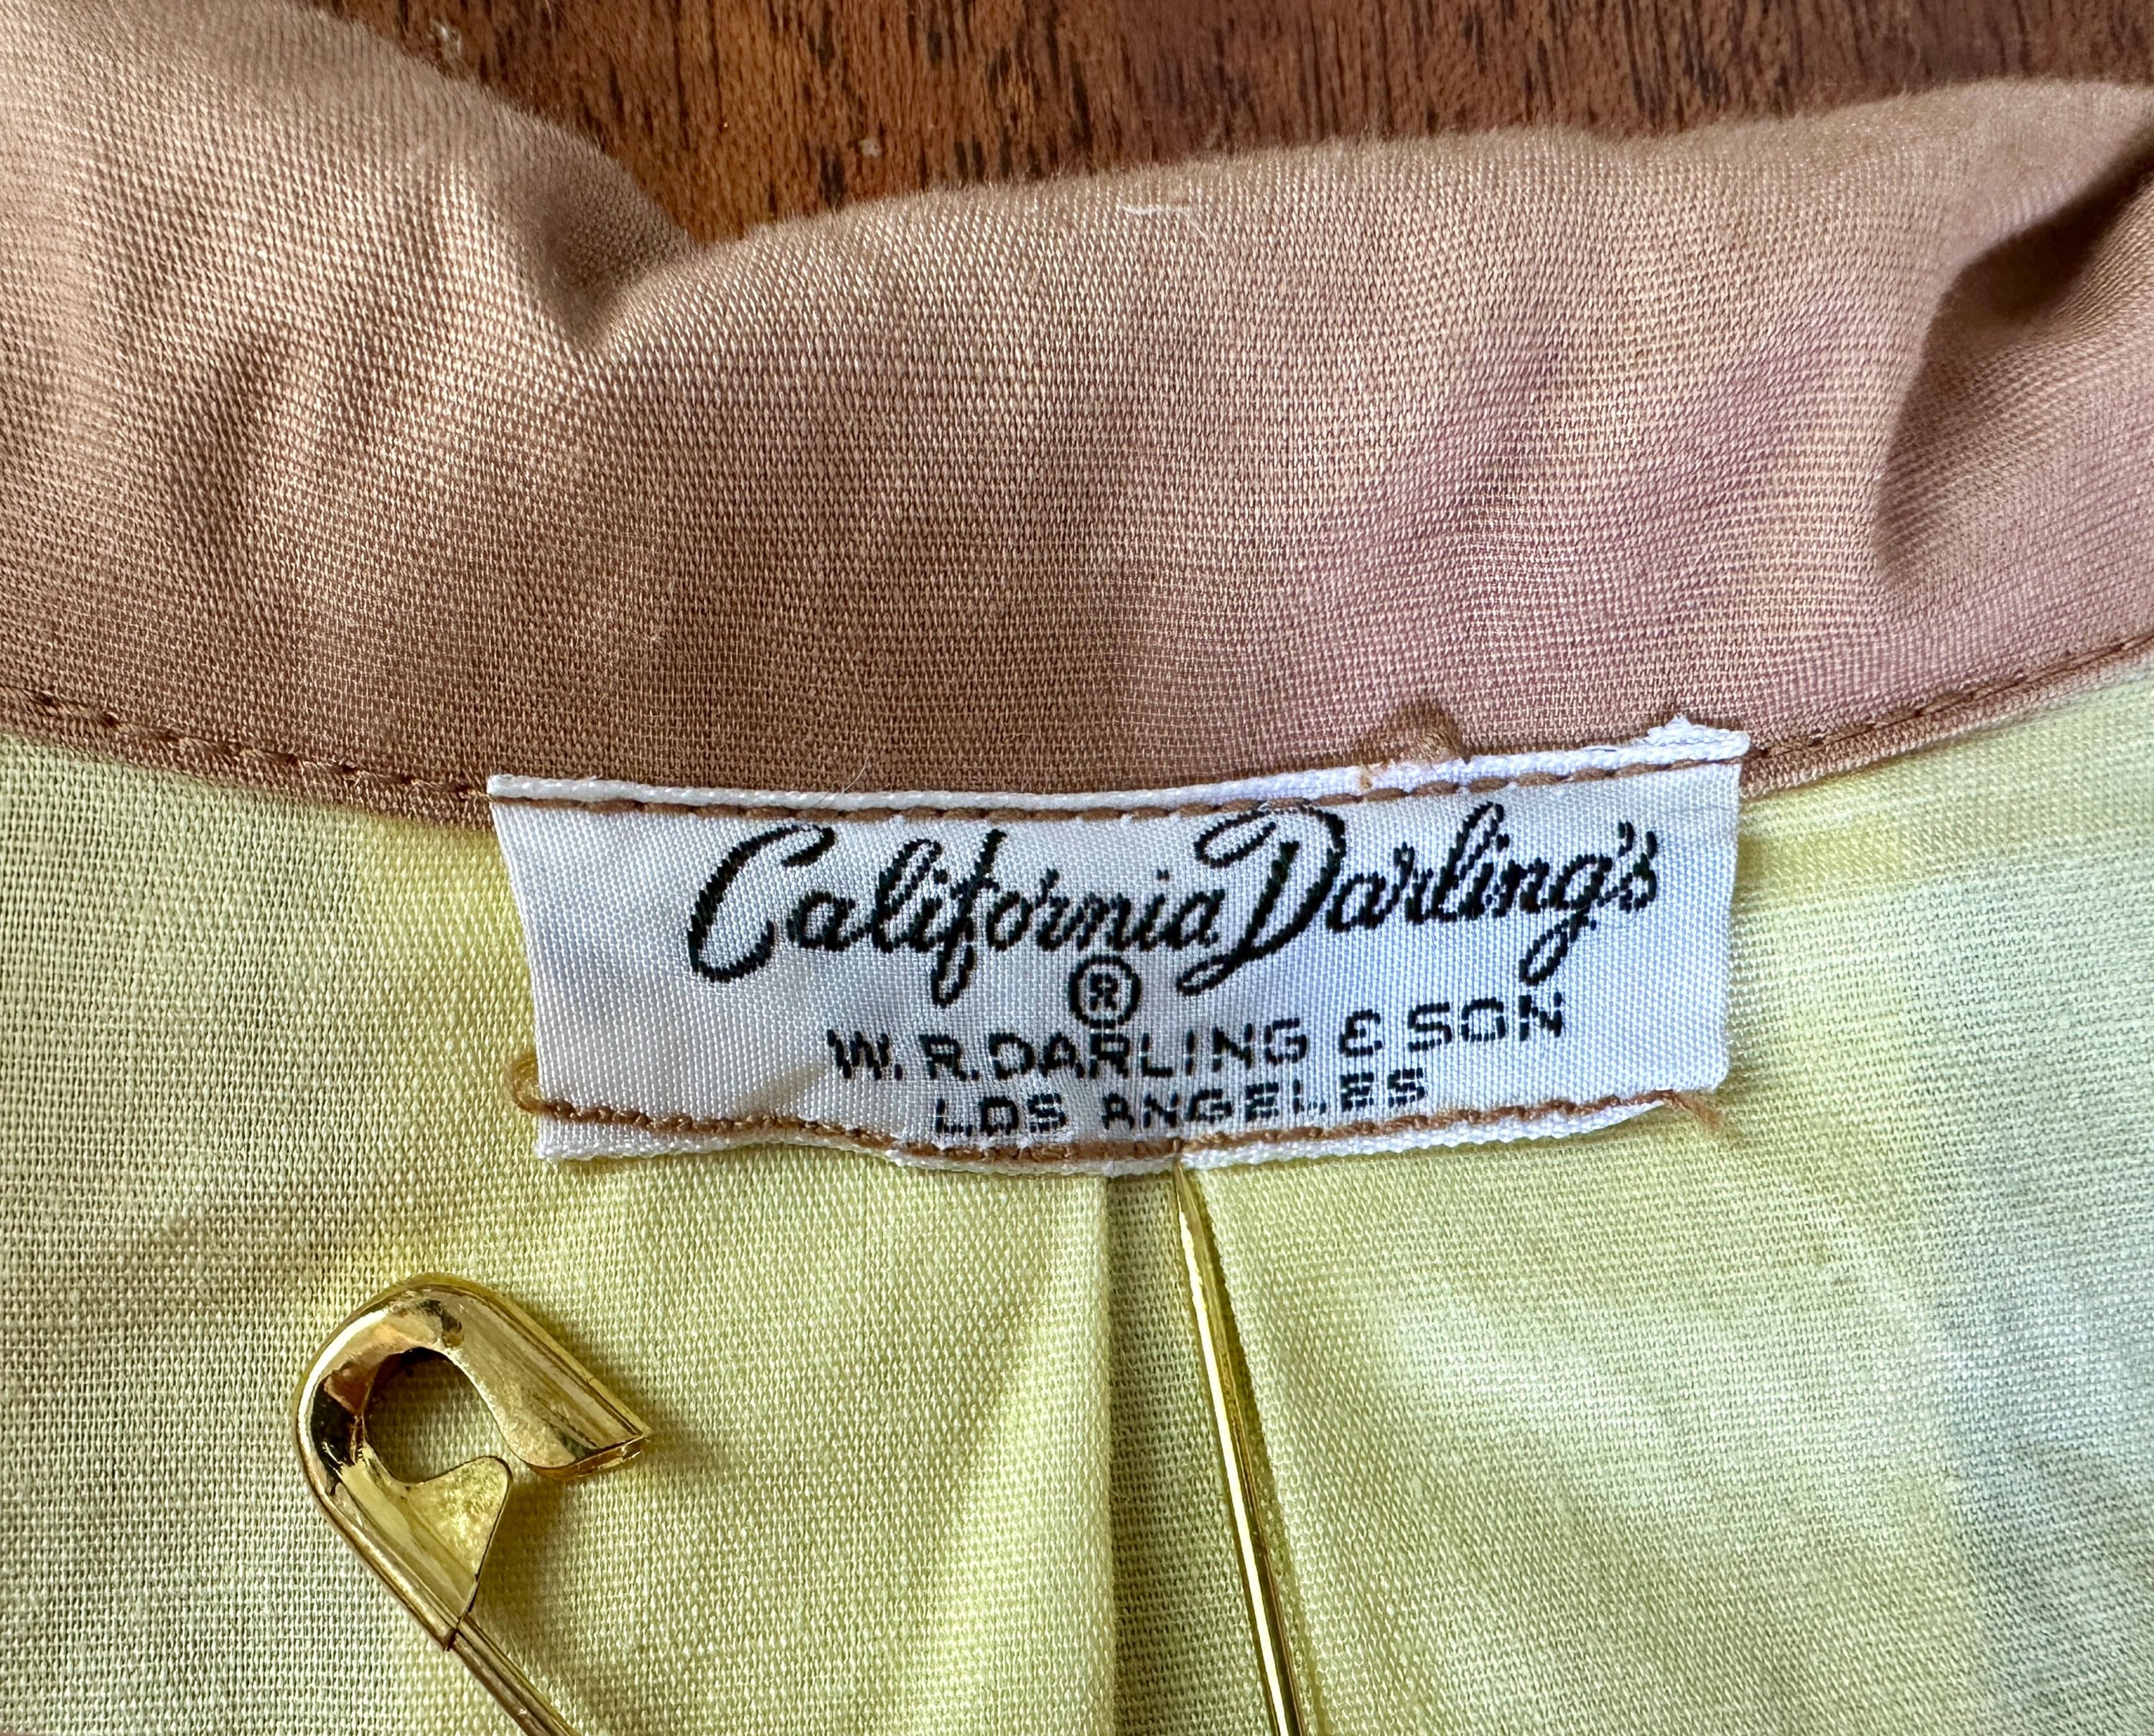 California Darling's
®
W. R. DARLING & SON
LOS ANGELES